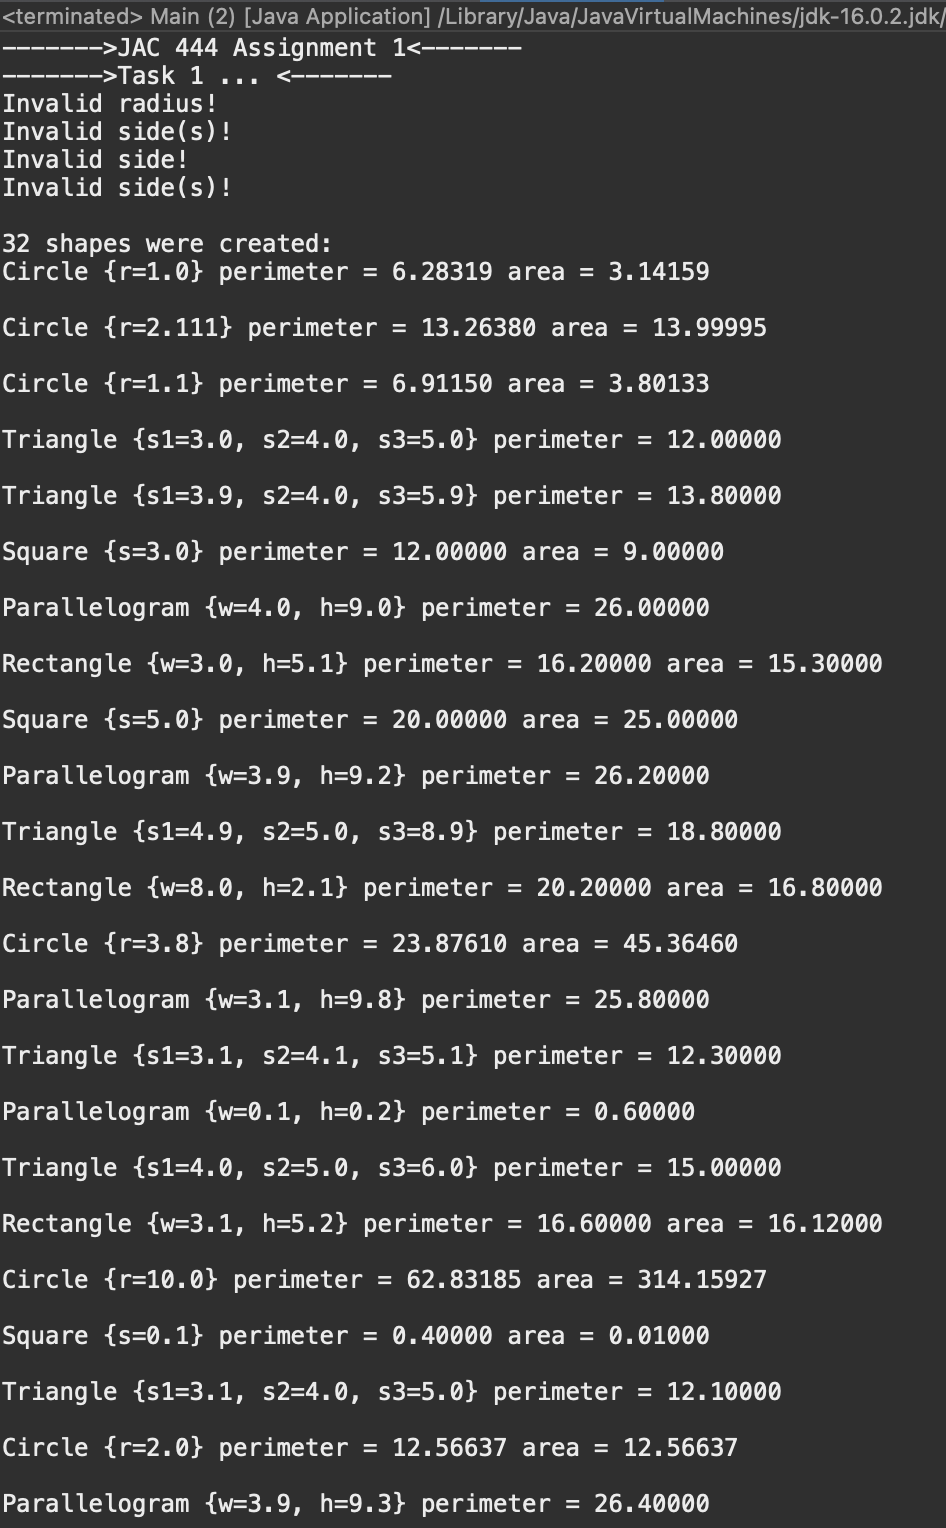 <terminated> Main (2) [Java Application] /Library/Java/JavaVirtualMachines/jdk-16.0.2.jdk/
------->JAC 444 Assignment 1<-------
------->Task 1 ... <-------
Invalid radius!
Invalid side(s)!
Invalid side!
Invalid side(s)!
32 shapes were created:
Circle {r=1.0} perimeter = 6.28319 area = 3.14159
Circle {r=2.111} perimeter = 13.26380 area = 13.99995
Circle {r=1.1} perimeter = 6.91150 area = 3.80133
Triangle {s1=3.0, s2=4.0, s3=5.0} perimeter = 12.00000
Triangle {s1=3.9, s2=4.0, s3=5.9} perimeter = 13.80000
Square {s=3.0} perimeter = 12.00000 area = 9.00000
Parallelogram {w=4.0, h=9.0} perimeter = 26.00000
Rectangle {w=3.0, h=5.1} perimeter = 16.20000 area = 15.30000
Square {s=5.0} perimeter = 20.00000 area = 25.00000
Parallelogram {w=3.9, h=9.2} perimeter = 26.20000
Triangle {s1=4.9, s2=5.0, s3=8.9} perimeter = 18.80000
Rectangle {w=8.0, h=2.1} perimeter = 20.20000 area = 16.80000
Circle {r=3.8} perimeter = 23.87610 area = 45.36460
Parallelogram {w=3.1, h=9.8} perimeter = 25.80000
Triangle {s1=3.1, s2=4.1, s3=5.1} perimeter = 12.30000
Parallelogram {w=0.1, h=0.2} perimeter = 0.60000
Triangle {s1=4.0, s2=5.0, s3=6.0} perimeter = 15.00000
Rectangle {w=3.1, h=5.2} perimeter = 16.60000 area = 16.12000
Circle {r=10.0} perimeter = 62.83185 area = 314.15927
Square {s=0.1} perimeter = 0.40000 area = 0.01000
Triangle {s1=3.1, s2=4.0, s3=5.0} perimeter = 12.10000
Circle {r=2.0} perimeter = 12.56637 area = 12.56637
Parallelogram {w=3.9, h=9.3} perimeter = 26.40000